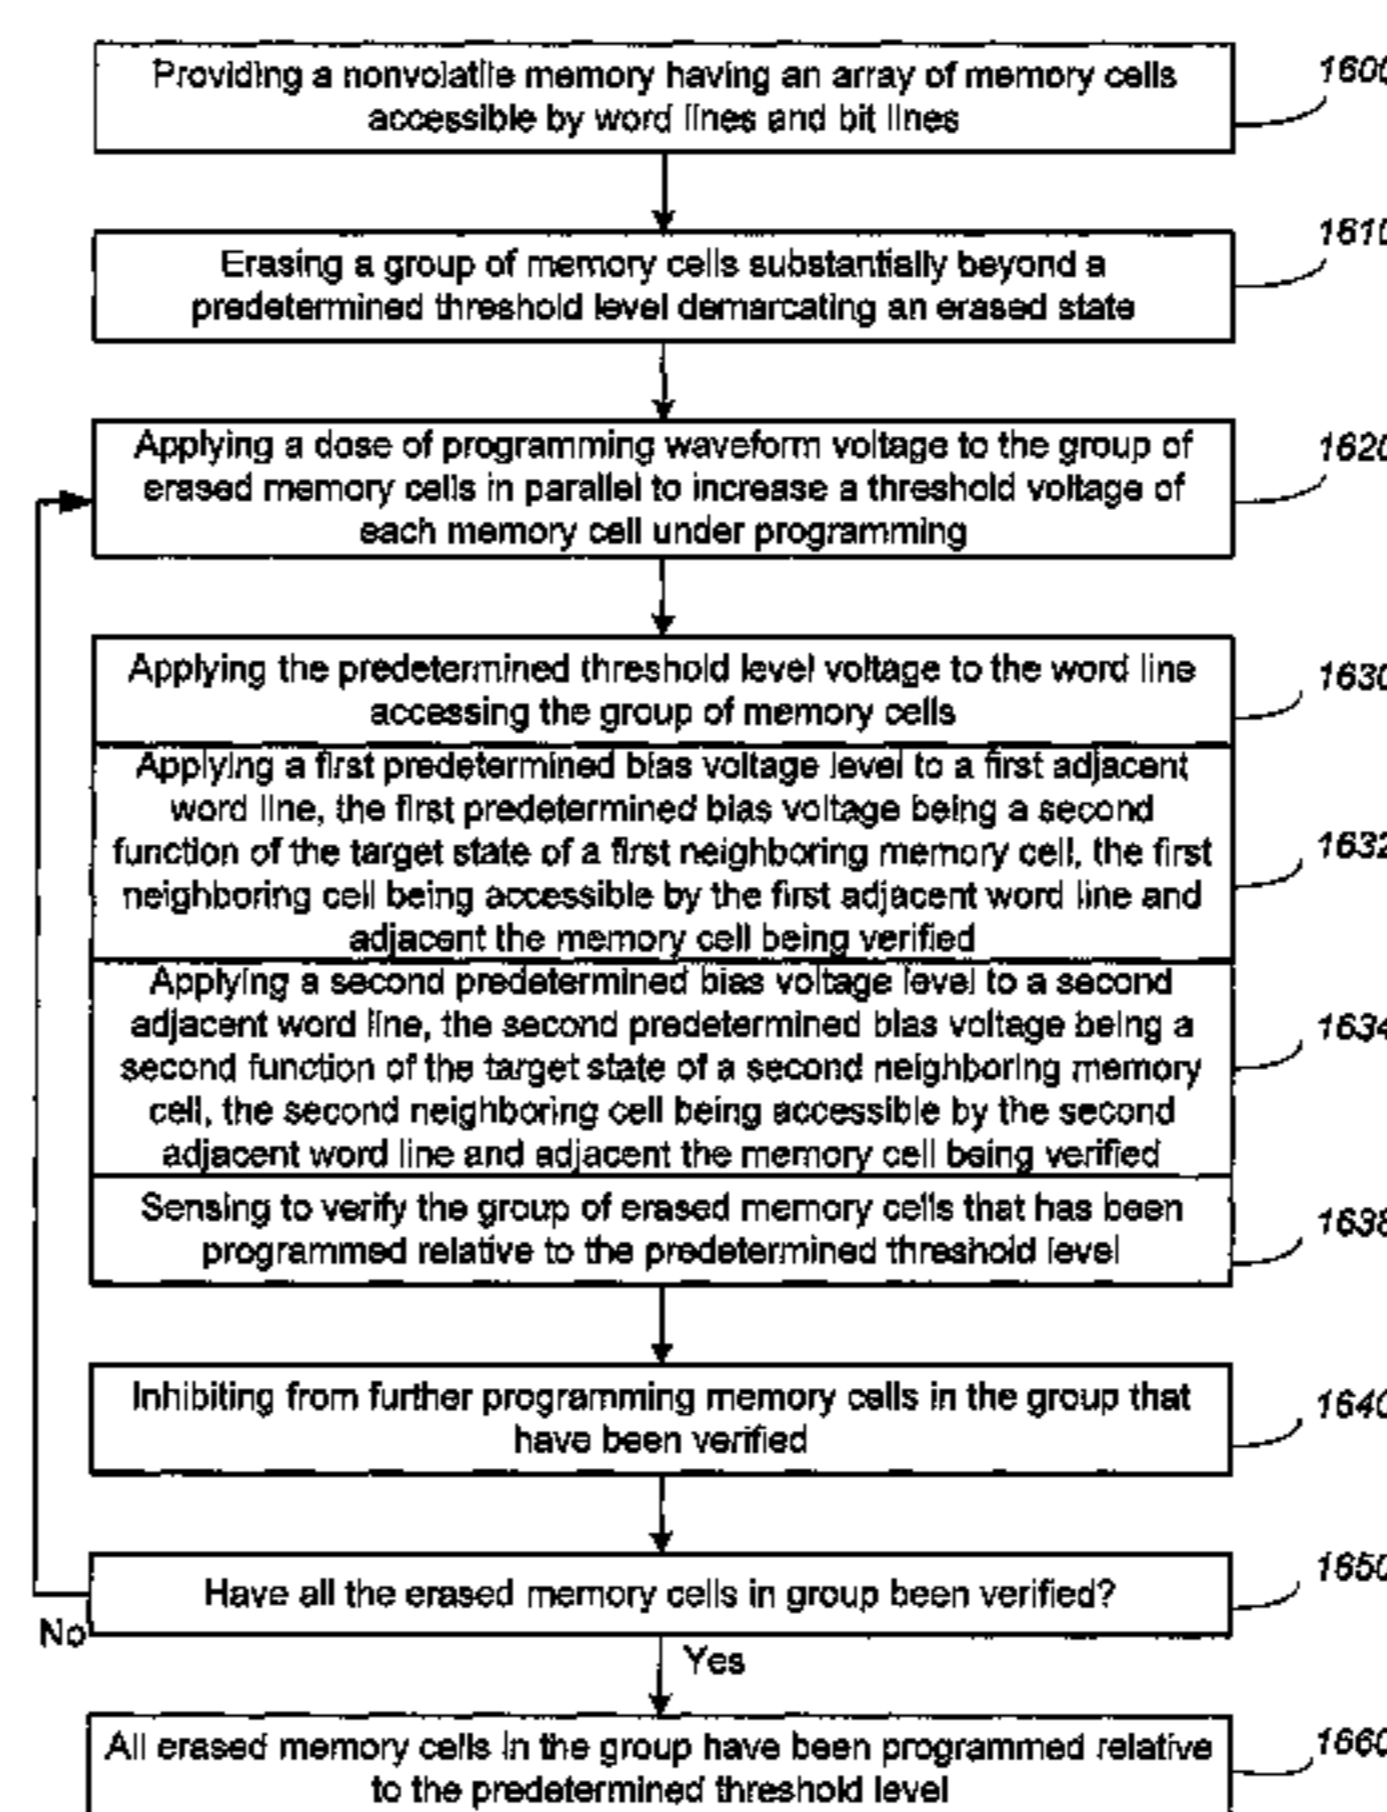 Providing a nonvolatile memory having an array of memory cells
accessible by word lines and bit lines
1600
Erasing a group of memory cells substantially beyond a
predetermined threshold level demarcating an erased state
1610
Applying a dose of programming waveform voltage to the group of
erased memory cells in parallel to increase a threshold voltage of
each memory cell under programming
1620
Applying the predetermined threshold level voltage to the word line
accessing the group of memory cells
1630
Applying a first predetermined bias voltage level to a first adjacent
word line, the first predetermined bias voltage being a second
function of the target state of a first neighboring memory cell, the first
neighboring cell being accessible by the first adjacent word line and
adjacent the memory cell being verified
1632
Applying a second predetermined bias voltage level to a second
adjacent word line, the second predetermined bias voltage being a
second function of the target state of a second neighboring memory
cell, the second neighboring cell being accessible by the second
adjacent word line and adjacent the memory cell being verified
1634
Sensing to verify the group of erased memory cells that has been
programmed relative to the predetermined threshold level
1638
Inhibiting from further programming memory cells in the group that
have been verified
1640
Have all the erased memory cells in group been verified?
1650
No
Yes
All erased memory cells in the group have been programmed relative
to the predetermined threshold level
1660